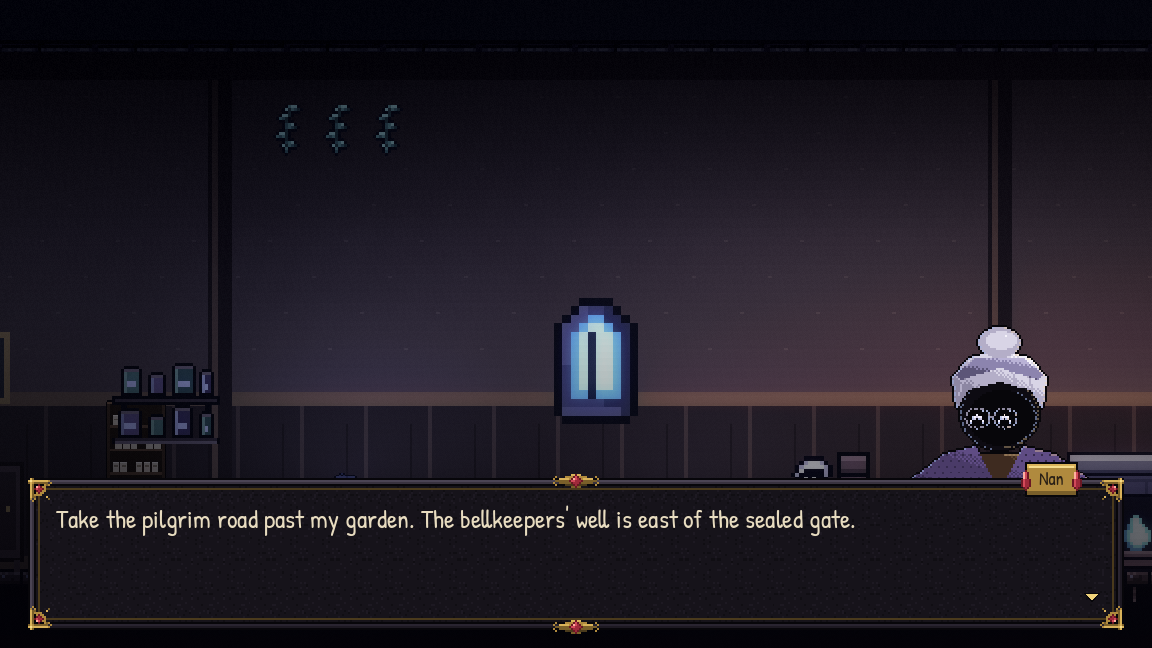 Nan
Take the pilgrim road past my garden. The bellkeepers' well is east of the sealed gate.